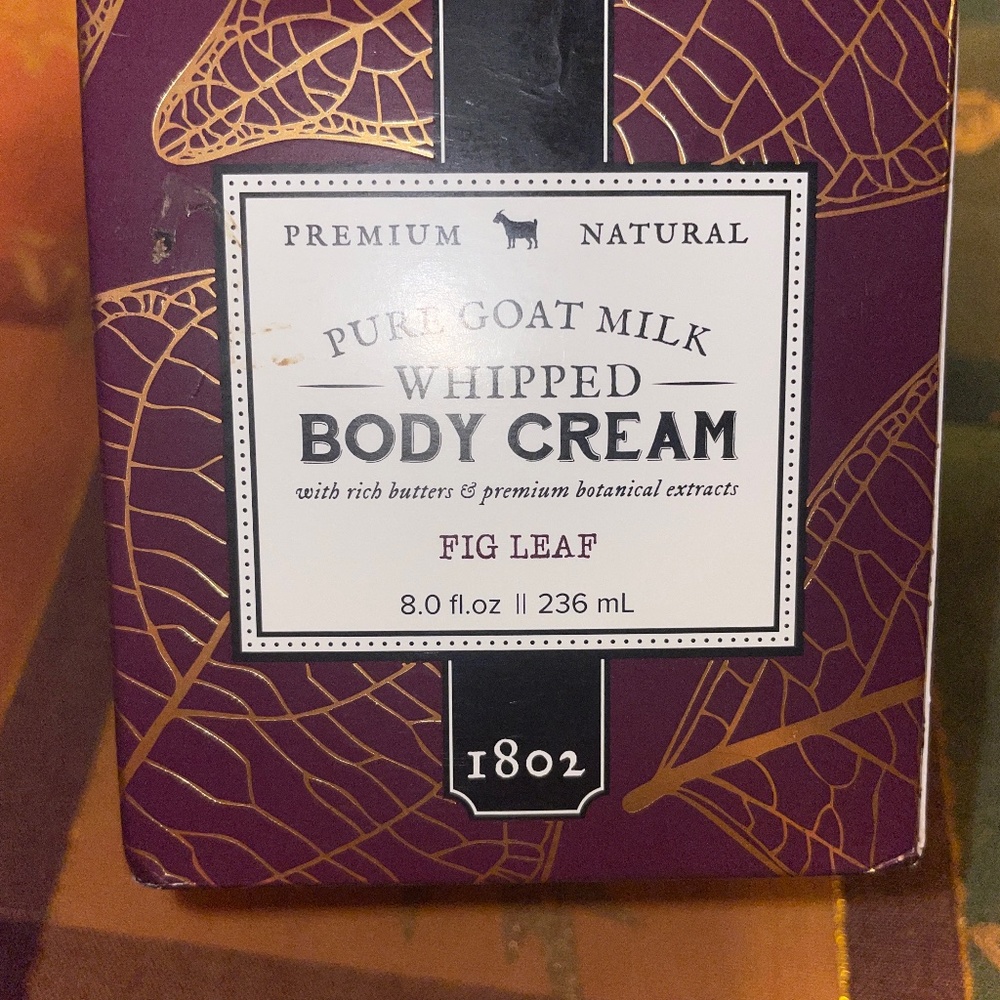 PREMIUM NATURAL
PURE GOAT MILK
WHIPPED
BODY CREAM
with rich butters & premium botanical extracts
FIG LEAF
8.0 fl.oz || 236 mL
1802